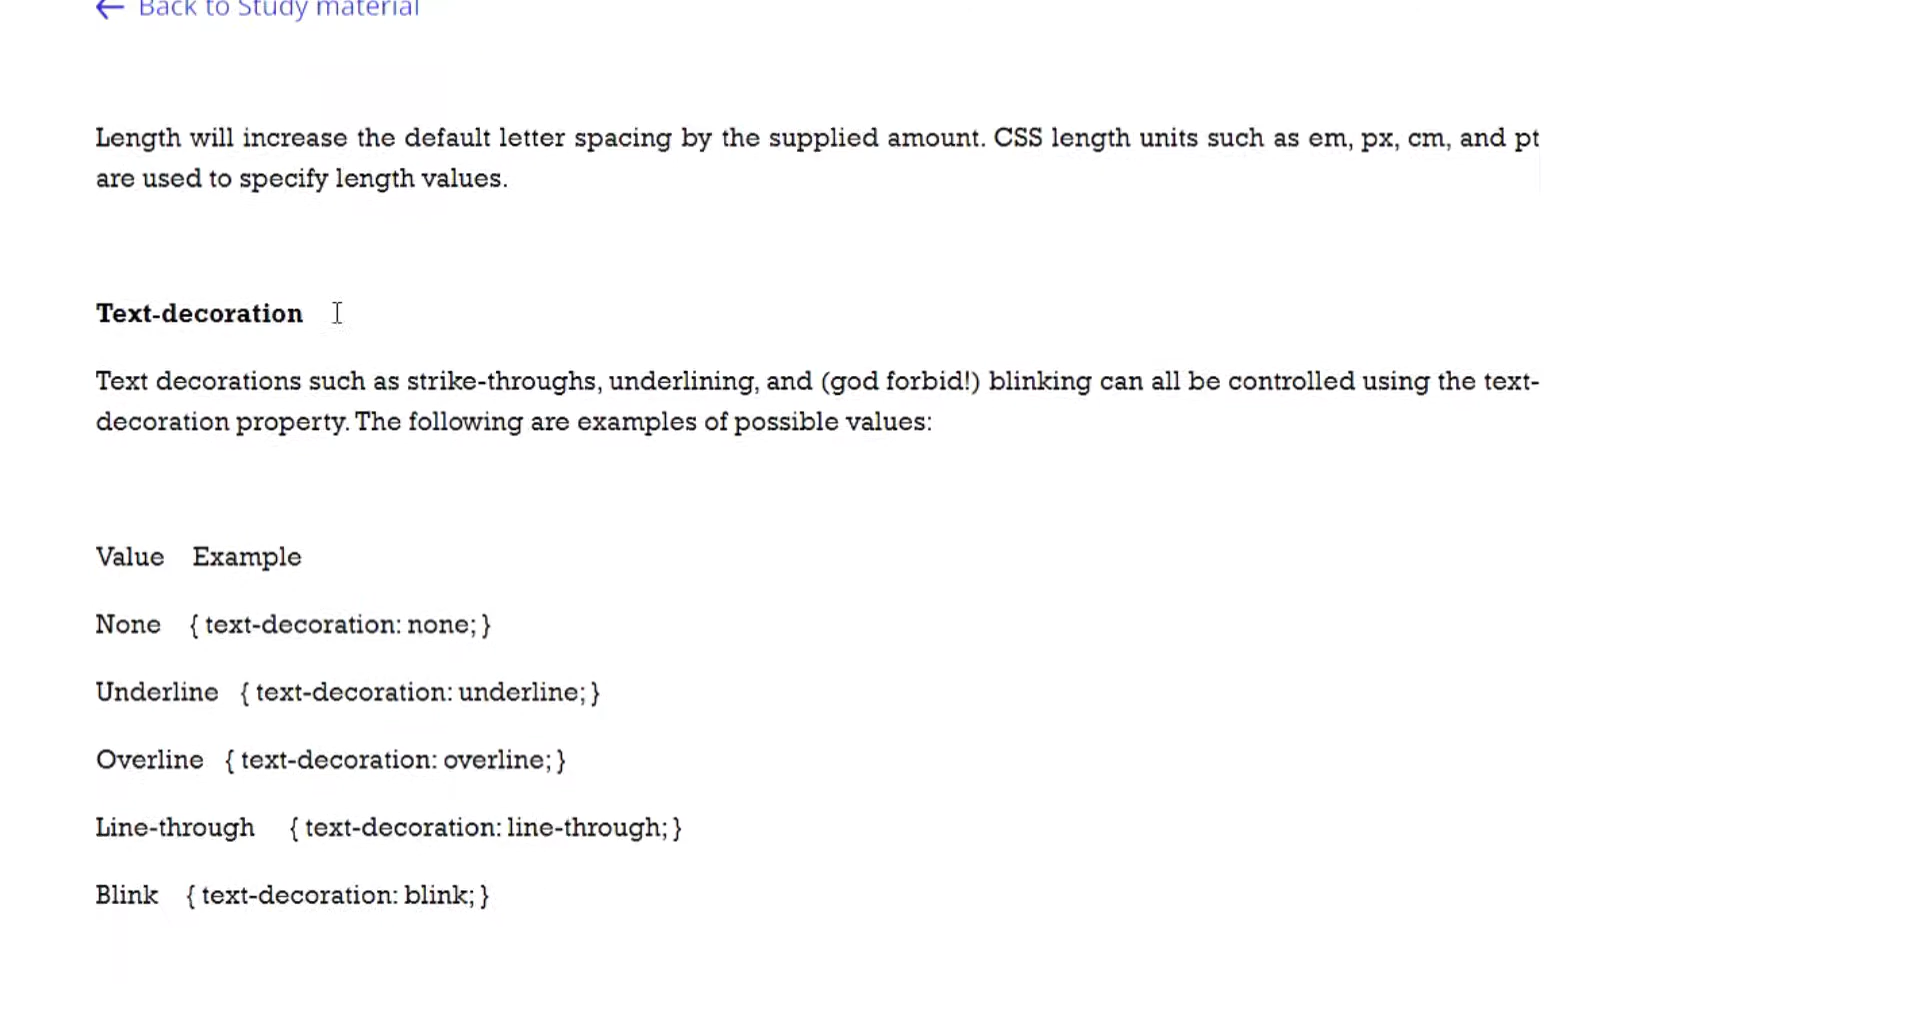 ← Back to Study material
Length will increase the default letter spacing by the supplied amount. CSS length units such as em, px, cm, and pt
are used to specify length values.
Text-decoration
Text decorations such as strike-throughs, underlining, and (god forbid!) blinking can all be controlled using the text-
decoration property. The following are examples of possible values:
Value Example
None { text-decoration: none; }
Underline { text-decoration: underline; }
Overline { text-decoration: overline; }
Line-through { text-decoration: line-through; }
Blink { text-decoration: blink; }